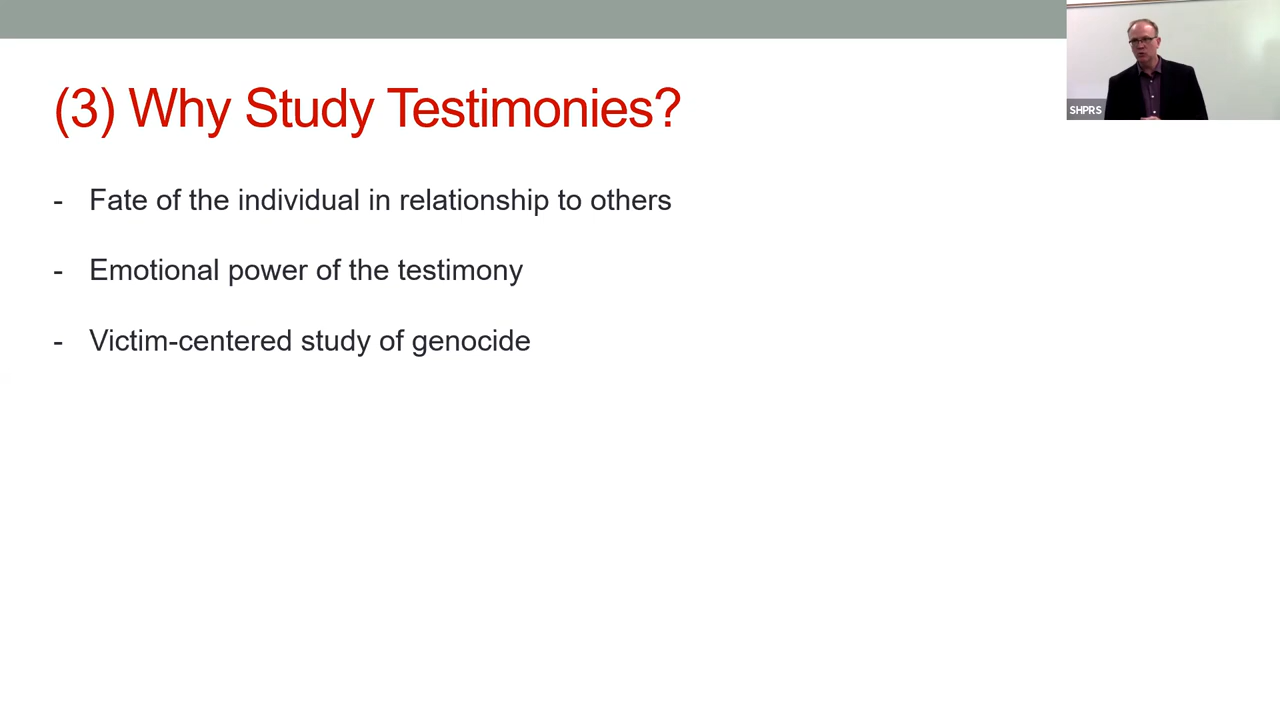 (3) Why Study Testimonies?
- Fate of the individual in relationship to others
- Emotional power of the testimony
- Victim-centered study of genocide
SHPRS